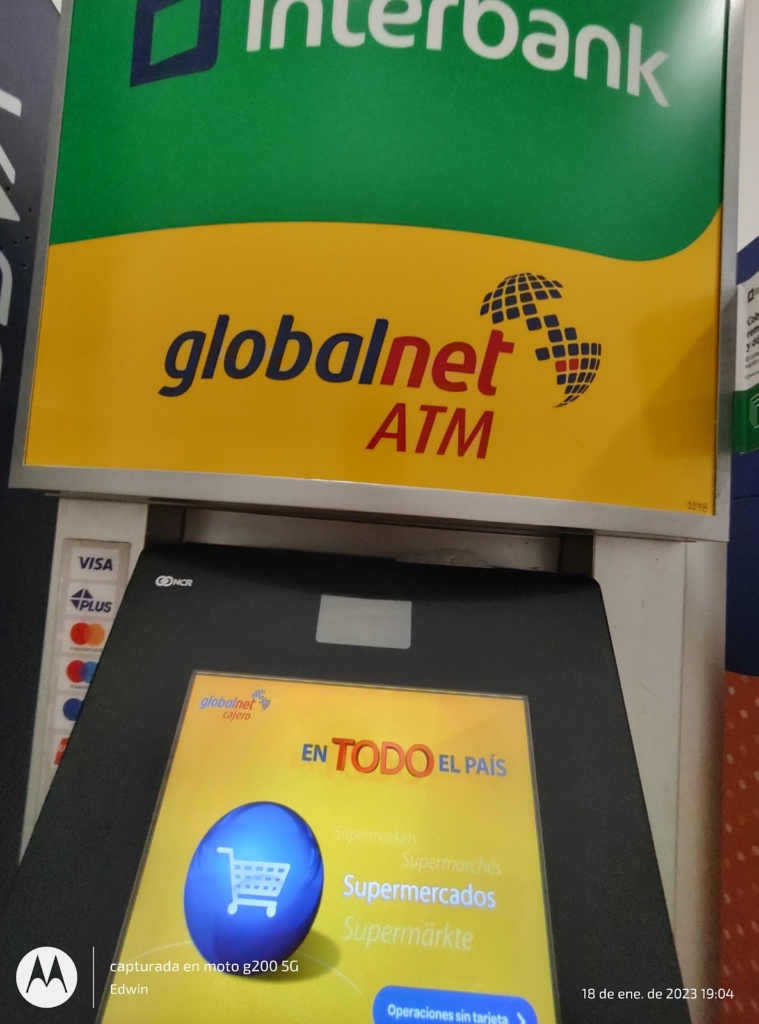 Interbank
globalnet
ATM
VISA
PLUS
NCR
globalnet
cajero
EN TODO EL PAÍS
Supermarkets
Supermarchés
Supermercados
Supermärkte
Operaciones sin tarjeta
capturada en moto g200 5G
Edwin
18 de ene. de 2023 19:04